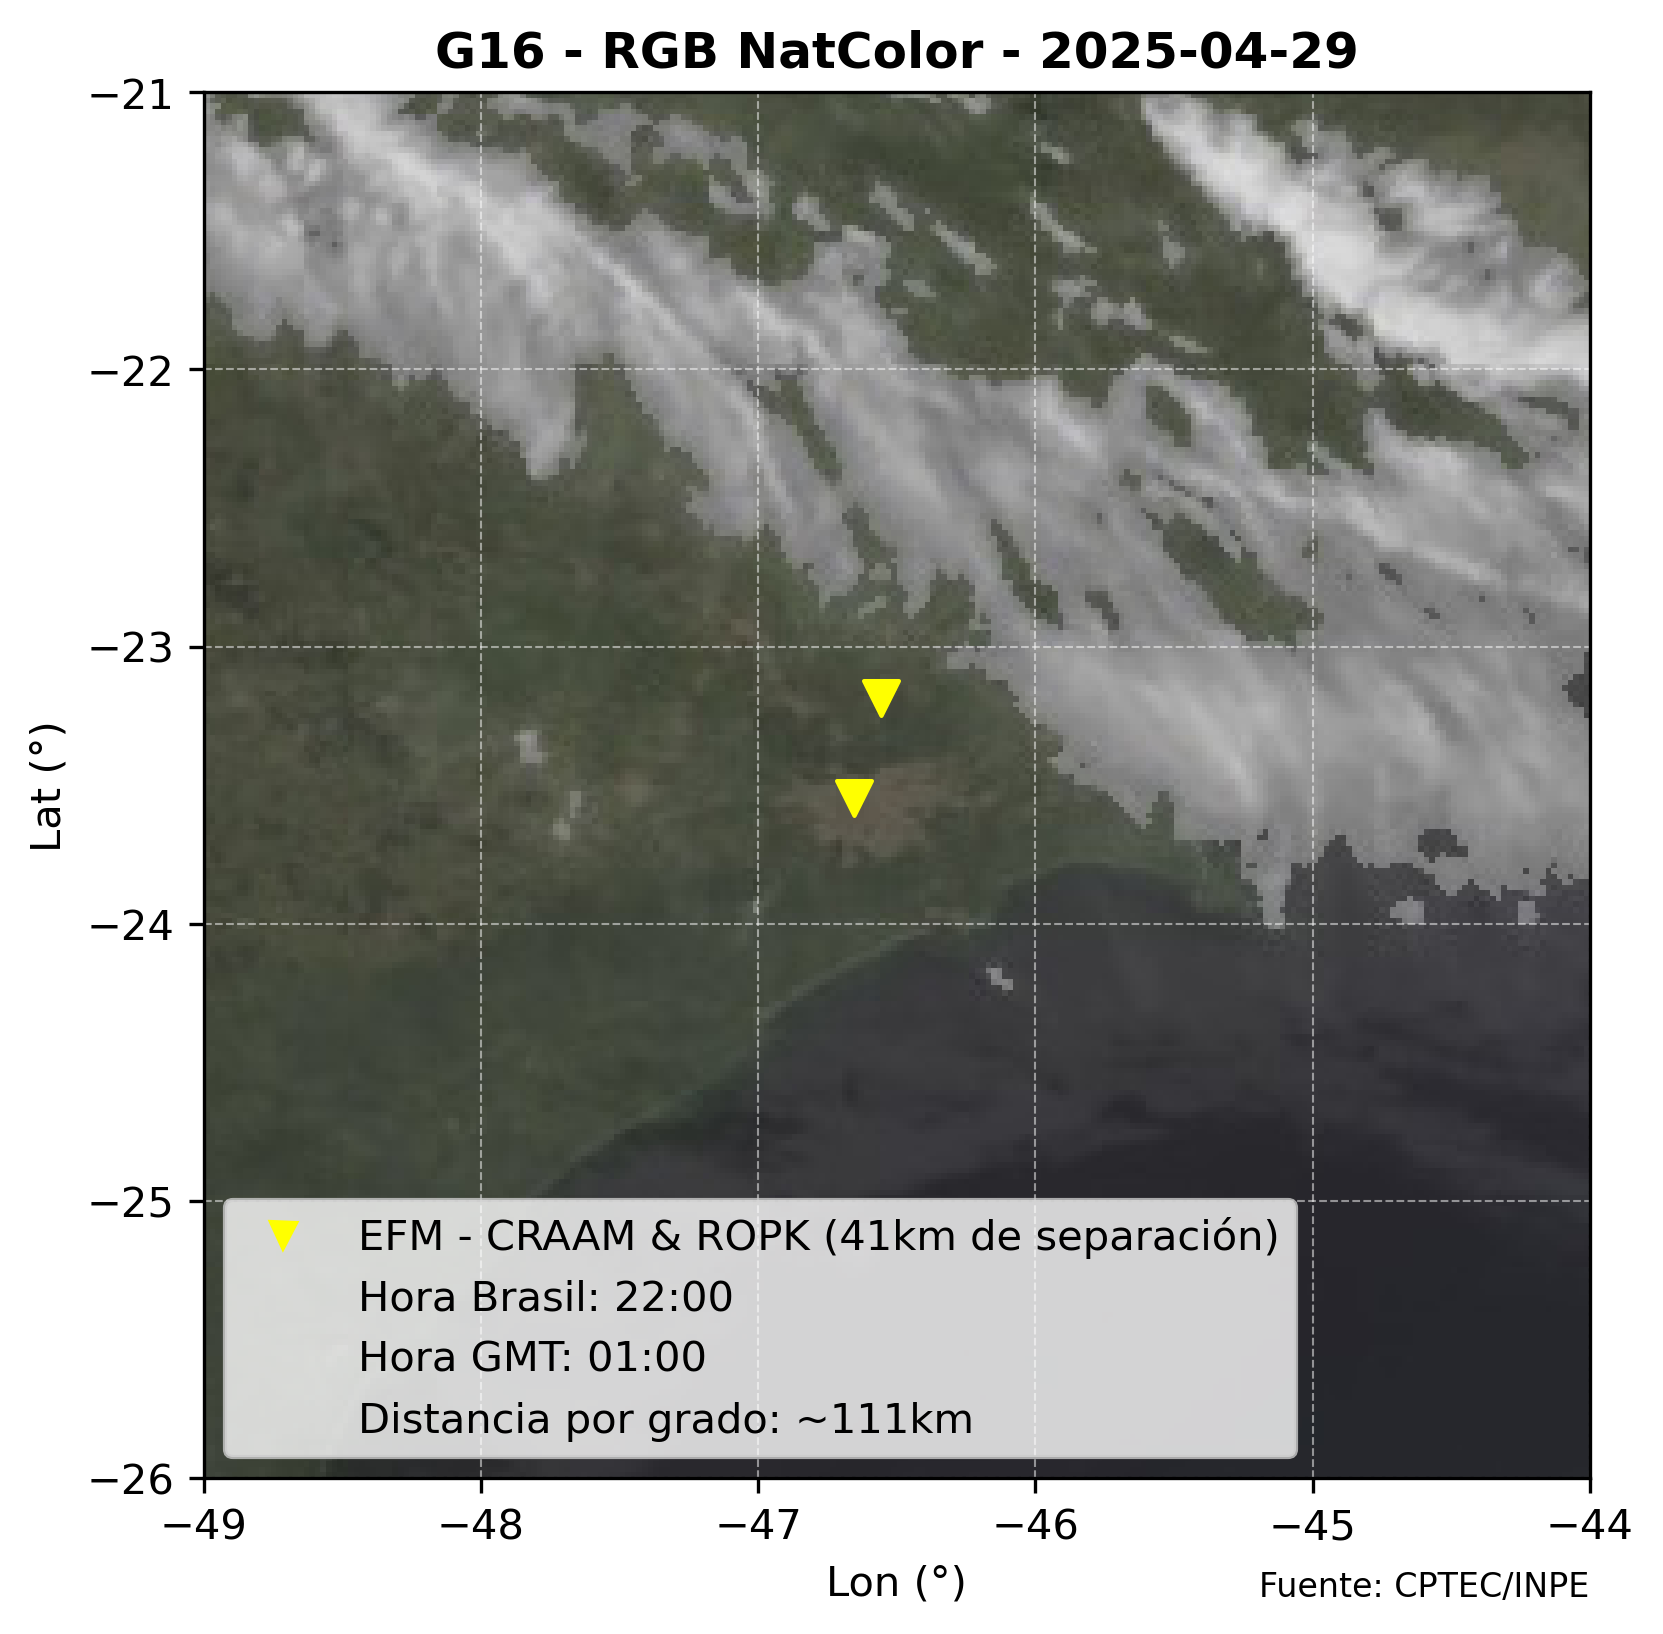 G16 - RGB NatColor - 2025-04-29
−21
−22
−23
−24
−25
−26
Lat (°)
EFM - CRAAM & ROPK (41km de separación)
Hora Brasil: 22:00
Hora GMT: 01:00
Distancia por grado: ~111km
−49 −48 −47 −46 −45 −44
Lon (°)
Fuente: CPTEC/INPE